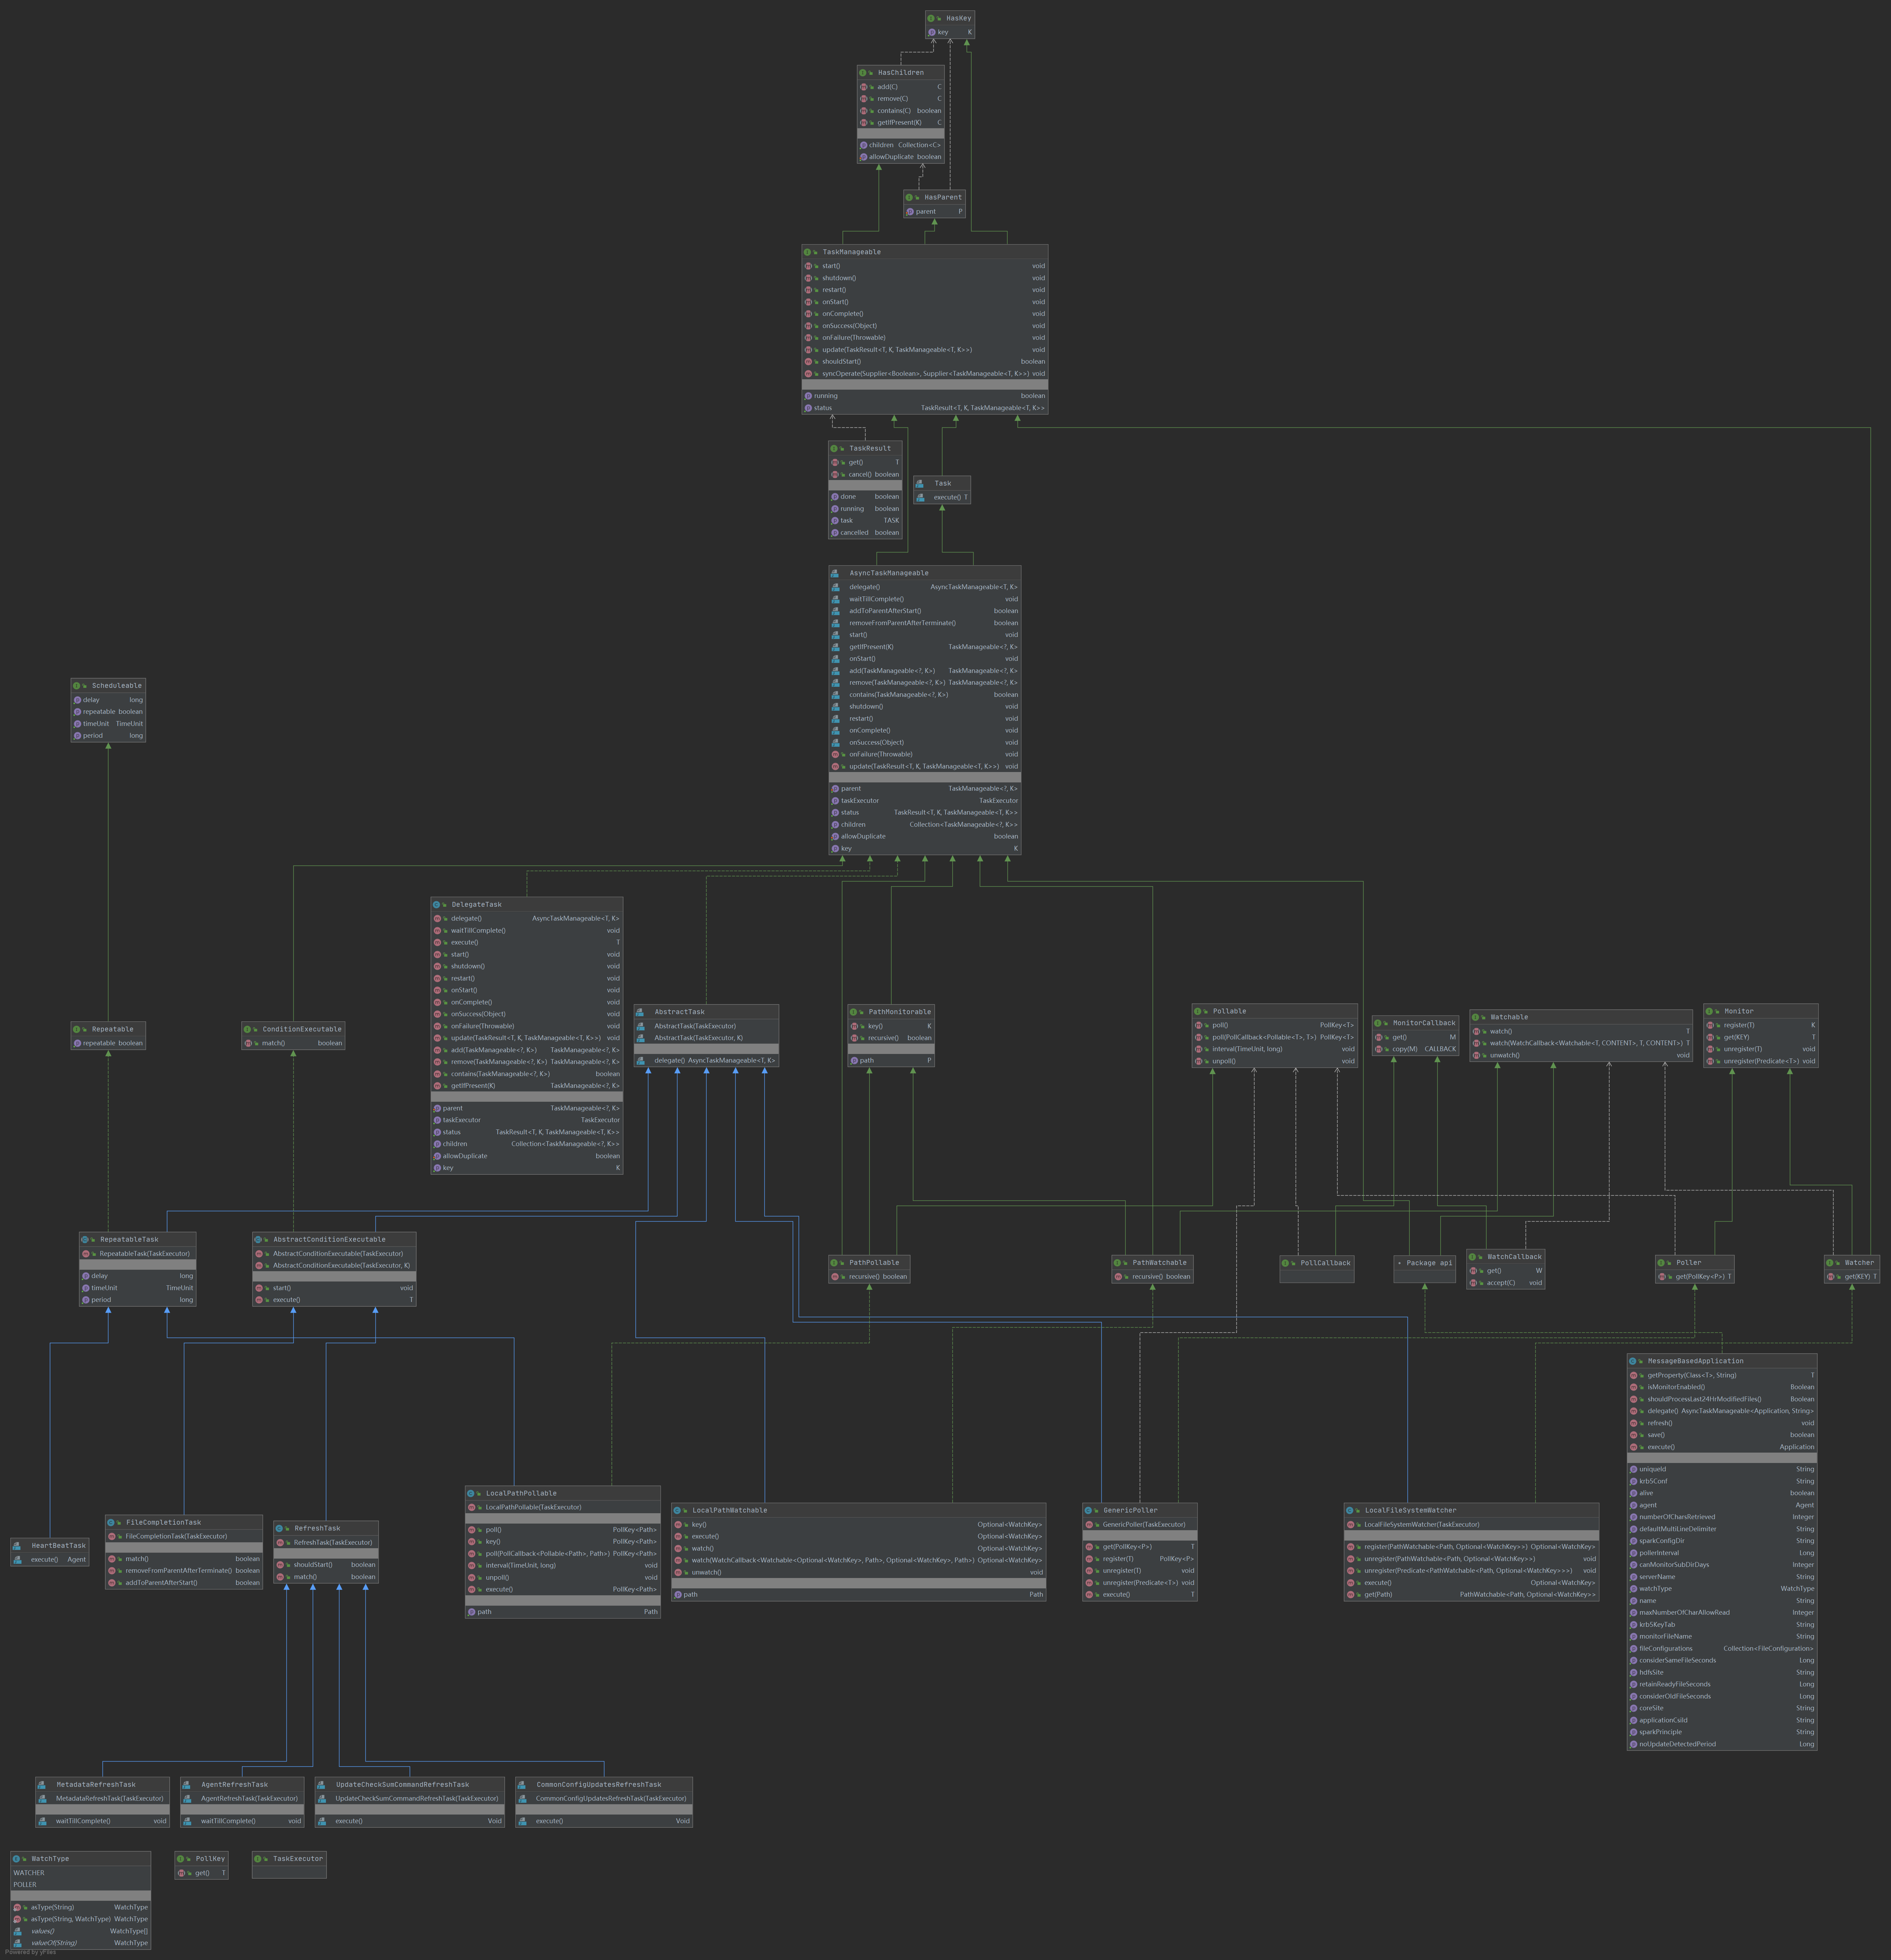 HasKey
key K
HasChildren
add(C) C
remove(C) C
contains(C) boolean
getIfPresent(K) C
children Collection<C>
allowDuplicate boolean
HasParent
parent P
TaskManageable
start() void
shutdown() void
restart() void
onStart() void
onComplete() void
onSuccess(Object) void
onFailure(Throwable) void
update(TaskResult<T, K, TaskManageable<T, K>>) void
shouldStart() boolean
syncOperate(Supplier<Boolean>, Supplier<TaskManageable<T, K>>) void
running boolean
status TaskResult<T, K, TaskManageable<T, K>>
TaskResult
get() T
cancel() boolean
done boolean
running boolean
task TASK
cancelled boolean
Task
execute() T
AsyncTaskManageable
delegate() AsyncTaskManageable<T, K>
waitTillComplete() void
addToParentAfterStart() boolean
removeFromParentAfterTerminate() boolean
start() void
getIfPresent(K) TaskManageable<?, K>
onStart() void
add(TaskManageable<?, K>) TaskManageable<?, K>
remove(TaskManageable<?, K>) TaskManageable<?, K>
contains(TaskManageable<?, K>) boolean
shutdown() void
restart() void
onComplete() void
onSuccess(Object) void
onFailure(Throwable) void
update(TaskResult<T, K, TaskManageable<T, K>>) void
parent TaskManageable<?, K>
taskExecutor TaskExecutor
status TaskResult<T, K, TaskManageable<T, K>>
children Collection<TaskManageable<?, K>>
allowDuplicate boolean
key K
Scheduleable
delay long
repeatable boolean
timeUnit TimeUnit
period long
Repeatable
repeatable boolean
ConditionExecutable
match() boolean
DelegateTask
delegate() AsyncTaskManageable<T, K>
waitTillComplete() void
execute() T
start() void
shutdown() void
restart() void
onStart() void
onComplete() void
onSuccess(Object) void
onFailure(Throwable) void
update(TaskResult<T, K, TaskManageable<T, K>>) void
add(TaskManageable<?, K>) TaskManageable<?, K>
remove(TaskManageable<?, K>) TaskManageable<?, K>
contains(TaskManageable<?, K>) boolean
getIfPresent(K) TaskManageable<?, K>
parent TaskManageable<?, K>
taskExecutor TaskExecutor
status TaskResult<T, K, TaskManageable<T, K>>
children Collection<TaskManageable<?, K>>
allowDuplicate boolean
key K
AbstractTask
AbstractTask(TaskExecutor)
AbstractTask(TaskExecutor, K)
delegate() AsyncTaskManageable<T, K>
PathMonitorable
key() K
recursive() boolean
path P
Pollable
poll() PollKey<T>
poll(PollCallback<Pollable<T>, T>) PollKey<T>
interval(TimeUnit, long) void
unpoll() void
MonitorCallback
get() M
copy(M) CALLBACK
Watchable
watch() T
watch(WatchCallback<Watchable<T, CONTENT>, T, CONTENT>) T
unwatch() void
Monitor
register(T) K
get(KEY) T
unregister(T) void
unregister(Predicate<T>) void
RepeatableTask
RepeatableTask(TaskExecutor)
delay long
timeUnit TimeUnit
period long
AbstractConditionExecutable
AbstractConditionExecutable(TaskExecutor)
AbstractConditionExecutable(TaskExecutor, K)
start() void
execute() T
PathPollable
recursive() boolean
PathWatchable
recursive() boolean
PollCallback
Package api
WatchCallback
get() W
accept(C) void
Poller
get(PollKey<P>) T
Watcher
get(KEY) T
MessageBasedApplication
getProperty(Class<T>, String) T
isMonitorEnabled() Boolean
shouldProcessLast24HrModifiedFiles() Boolean
delegate() AsyncTaskManageable<Application, String>
refresh() void
save() boolean
execute() Application
uniqueId String
krb5Conf String
alive boolean
agent Agent
numberOfCharsRetrieved Integer
defaultMultiLineDelimiter String
sparkConfigDir String
pollerInterval Long
canMonitorSubDirDays Integer
serverName String
watchType WatchType
name String
maxNumberOfCharAllowRead Integer
krb5KeyTab String
monitorFileName String
fileConfigurations Collection<FileConfiguration>
considerSameFileSeconds Long
hdfsSite String
retainReadyFileSeconds Long
considerOldFileSeconds Long
coreSite String
applicationCsiId String
sparkPrinciple String
noUpdateDetectedPeriod Long
HeartBeatTask
execute() Agent
FileCompletionTask
FileCompletionTask(TaskExecutor)
match() boolean
removeFromParentAfterTerminate() boolean
addToParentAfterStart() boolean
RefreshTask
RefreshTask(TaskExecutor)
shouldStart() boolean
match() boolean
LocalPathPollable
LocalPathPollable(TaskExecutor)
poll() PollKey<Path>
key() PollKey<Path>
poll(PollCallback<Pollable<Path>, Path>) PollKey<Path>
interval(TimeUnit, long) void
unpoll() void
execute() PollKey<Path>
path Path
LocalPathWatchable
key() Optional<WatchKey>
execute() Optional<WatchKey>
watch() Optional<WatchKey>
watch(WatchCallback<Watchable<Optional<WatchKey>, Path>, Optional<WatchKey>, Path>) Optional<WatchKey>
unwatch() void
path Path
GenericPoller
GenericPoller(TaskExecutor)
get(PollKey<P>) T
register(T) PollKey<P>
unregister(T) void
unregister(Predicate<T>) void
execute() T
LocalFileSystemWatcher
LocalFileSystemWatcher(TaskExecutor)
register(PathWatchable<Path, Optional<WatchKey>>) Optional<WatchKey>
unregister(PathWatchable<Path, Optional<WatchKey>>) void
unregister(Predicate<PathWatchable<Path, Optional<WatchKey>>>) void
execute() Optional<WatchKey>
get(Path) PathWatchable<Path, Optional<WatchKey>>
MetadataRefreshTask
MetadataRefreshTask(TaskExecutor)
waitTillComplete() void
AgentRefreshTask
AgentRefreshTask(TaskExecutor)
waitTillComplete() void
UpdateCheckSumCommandRefreshTask
UpdateCheckSumCommandRefreshTask(TaskExecutor)
execute() Void
CommonConfigUpdatesRefreshTask
CommonConfigUpdatesRefreshTask(TaskExecutor)
execute() Void
WatchType
WATCHER
POLLER
asType(String) WatchType
asType(String, WatchType) WatchType
values() WatchType[]
valueOf(String) WatchType
PollKey
get() T
TaskExecutor
Powered by yFiles